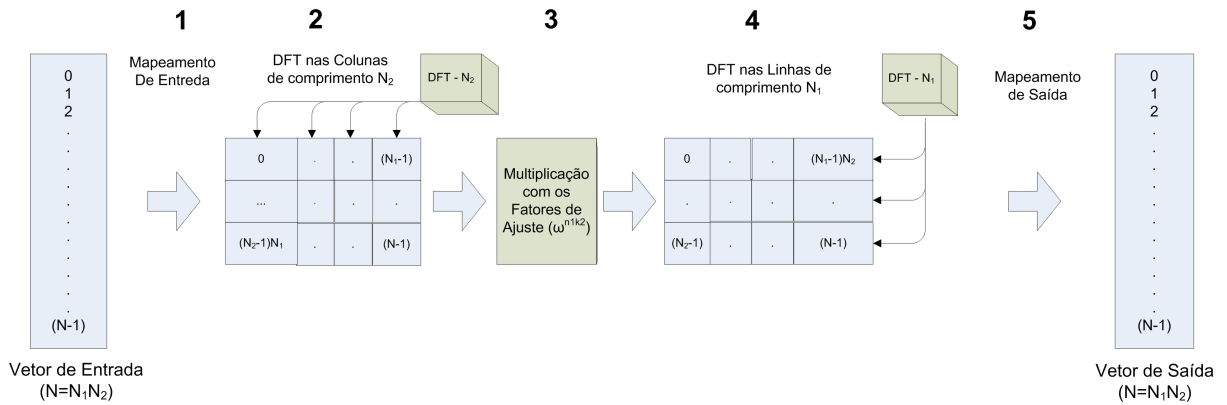 1
2
3
4
5
Mapeamento
De Entreda
DFT nas Colunas
de comprimento N₂
DFT - N₂
DFT nas Linhas de
comprimento N₁
DFT - N₁
Mapeamento
de Saída
0
1
2
.
.
.
.
.
.
.
.
.
.
(N-1)
Vetor de Entrada
(N=N₁N₂)
0 . . (N₁-1)
... . . .
(N₂-1)N₁ . . (N-1)
Multiplicação
com os
Fatores de
Ajuste (ω^n1k2)
0 . . (N₁-1)N₂
. . . .
(N₂-1) . . (N-1)
0
1
2
.
.
.
.
.
.
.
.
.
.
(N-1)
Vetor de Saída
(N=N₁N₂)